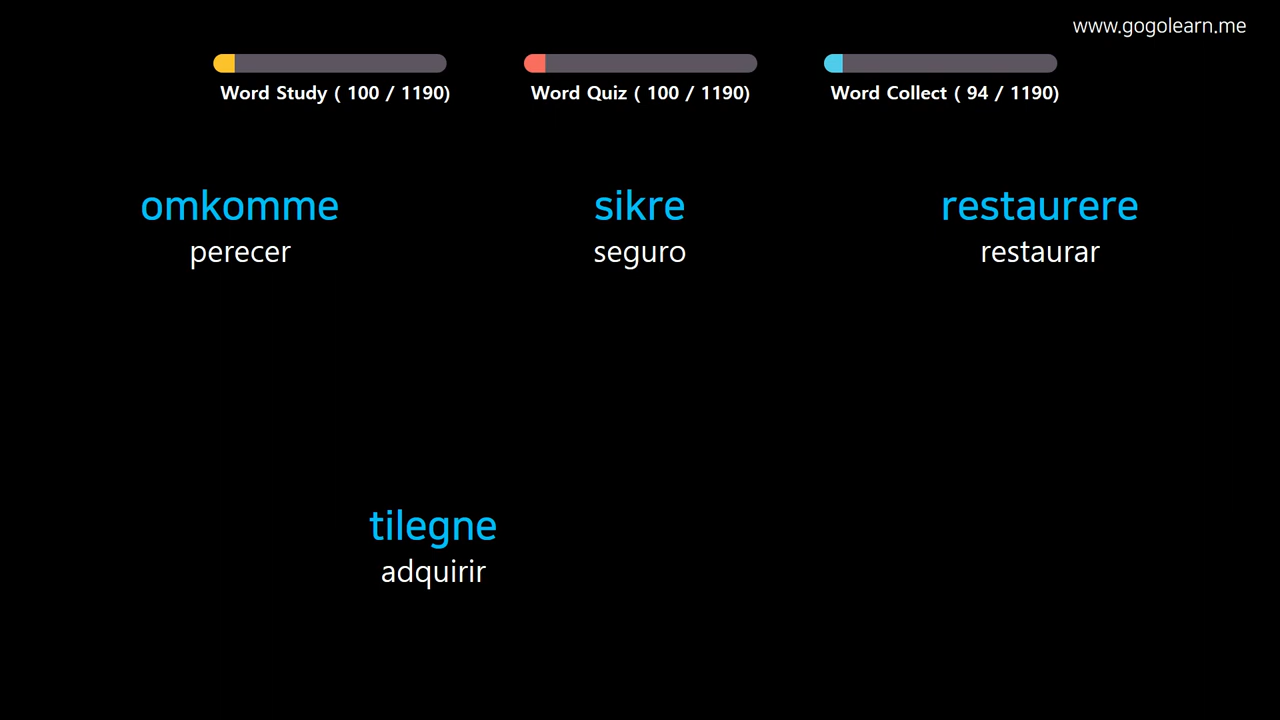 www.gogolearn.me
Word Study ( 100 / 1190)
Word Quiz ( 100 / 1190)
Word Collect ( 94 / 1190)
omkomme
perecer
sikre
seguro
restaurere
restaurar
tilegne
adquirir